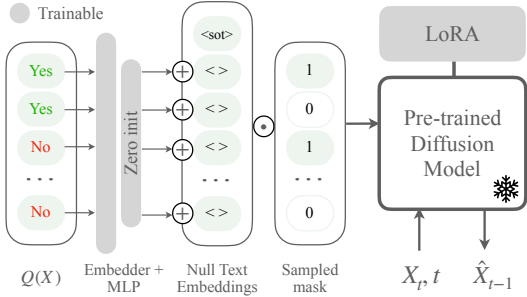 Trainable
LoRA
<sot>
Yes
< >
1
Yes
< >
0
No
< >
1
. . .
. . .
. . .
No
< >
0
Zero init
Pre-trained
Diffusion
Model
Q(X)
Embedder +
MLP
Null Text
Embeddings
Sampled
mask
X_t, t
X̂_{t−1}